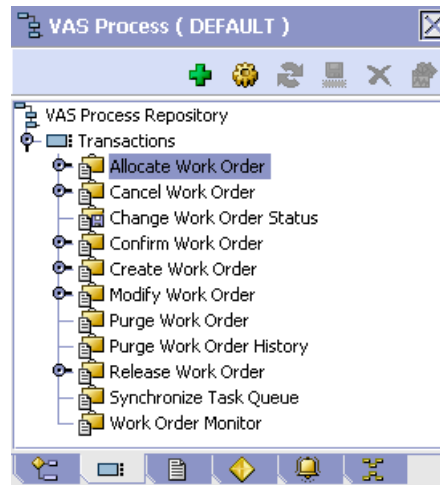 VAS Process ( DEFAULT )
VAS Process Repository
Transactions
Allocate Work Order
Cancel Work Order
Change Work Order Status
Confirm Work Order
Create Work Order
Modify Work Order
Purge Work Order
Purge Work Order History
Release Work Order
Synchronize Task Queue
Work Order Monitor